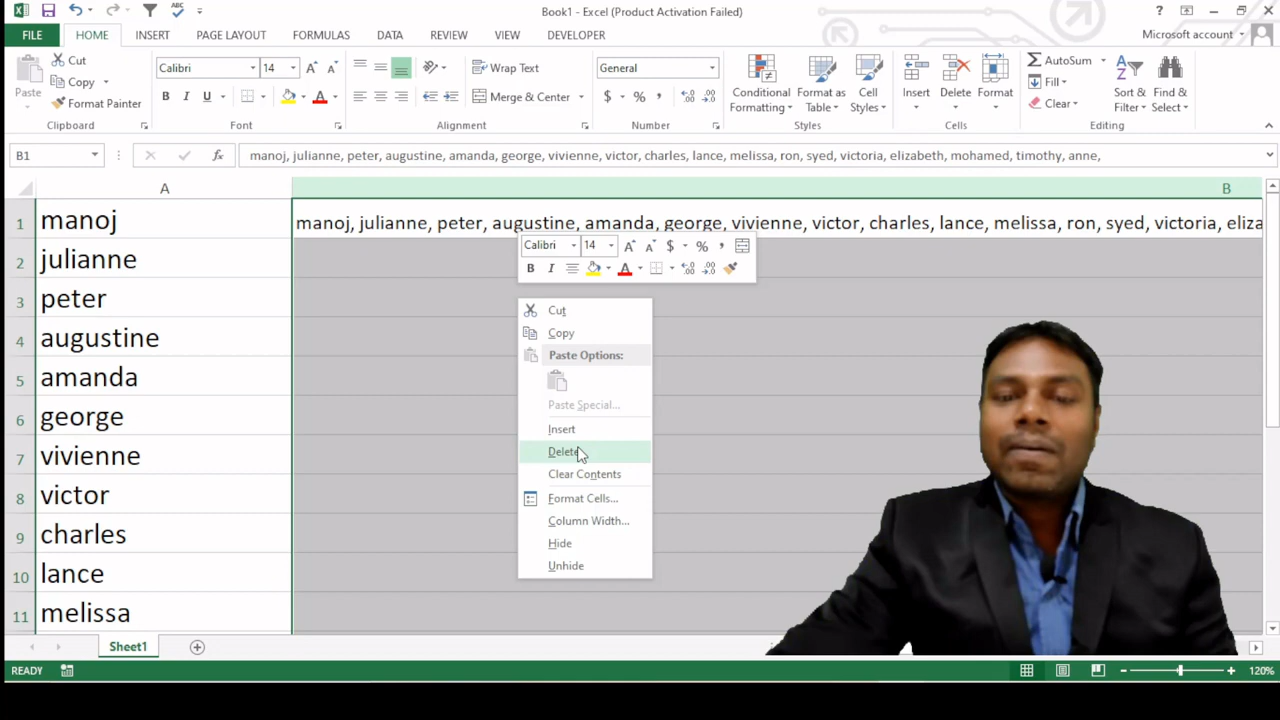 Book1 - Excel (Product Activation Failed)
FILE HOME INSERT PAGE LAYOUT FORMULAS DATA REVIEW VIEW DEVELOPER Microsoft account
Paste
Cut
Copy
Format Painter
Clipboard
Calibri 14
B I U
Font
Wrap Text
Merge & Center
Alignment
General
$ % ,
Number
Conditional Formatting
Format as Table
Cell Styles
Styles
Insert Delete Format
Cells
AutoSum
Fill
Clear
Sort & Filter
Find & Select
Editing
B1 fx manoj, julianne, peter, augustine, amanda, george, vivienne, victor, charles, lance, melissa, ron, syed, victoria, elizabeth, mohamed, timothy, anne,
A B
1 manoj manoj, julianne, peter, augustine, amanda, george, vivienne, victor, charles, lance, melissa, ron, syed, victoria, eliza
2 julianne
3 peter
4 augustine
5 amanda
6 george
7 vivienne
8 victor
9 charles
10 lance
11 melissa
Calibri 14 A A $ % ,
B I A
Cut
Copy
Paste Options:
Paste Special...
Insert
Delete
Clear Contents
Format Cells...
Column Width...
Hide
Unhide
Sheet1
READY 120%